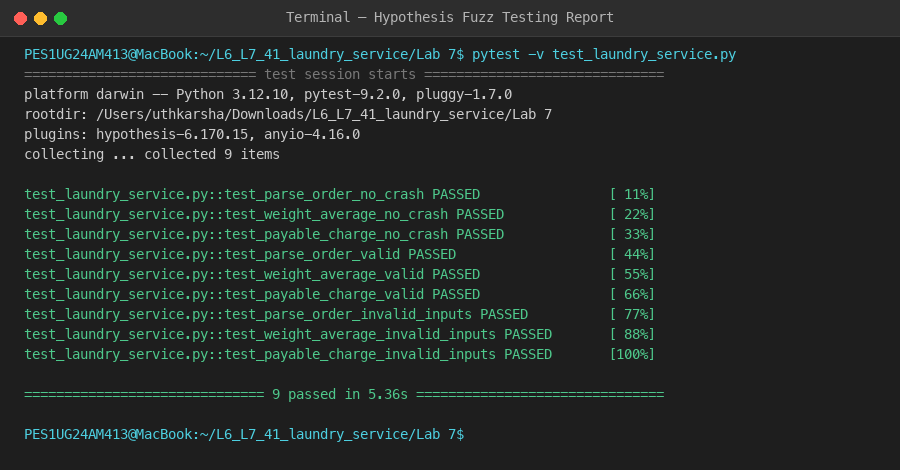 Terminal — Hypothesis Fuzz Testing Report
PES1UG24AM413@MacBook:~/L6_L7_41_laundry_service/Lab 7$ pytest -v test_laundry_service.py
============================= test session starts ==============================
platform darwin -- Python 3.12.10, pytest-9.2.0, pluggy-1.7.0
rootdir: /Users/uthkarsha/Downloads/L6_L7_41_laundry_service/Lab 7
plugins: hypothesis-6.170.15, anyio-4.16.0
collecting ... collected 9 items
test_laundry_service.py::test_parse_order_no_crash PASSED                [ 11%]
test_laundry_service.py::test_weight_average_no_crash PASSED             [ 22%]
test_laundry_service.py::test_payable_charge_no_crash PASSED             [ 33%]
test_laundry_service.py::test_parse_order_valid PASSED                   [ 44%]
test_laundry_service.py::test_weight_average_valid PASSED                [ 55%]
test_laundry_service.py::test_payable_charge_valid PASSED                [ 66%]
test_laundry_service.py::test_parse_order_invalid_inputs PASSED          [ 77%]
test_laundry_service.py::test_weight_average_invalid_inputs PASSED       [ 88%]
test_laundry_service.py::test_payable_charge_invalid_inputs PASSED       [100%]
============================== 9 passed in 5.36s ===============================
PES1UG24AM413@MacBook:~/L6_L7_41_laundry_service/Lab 7$